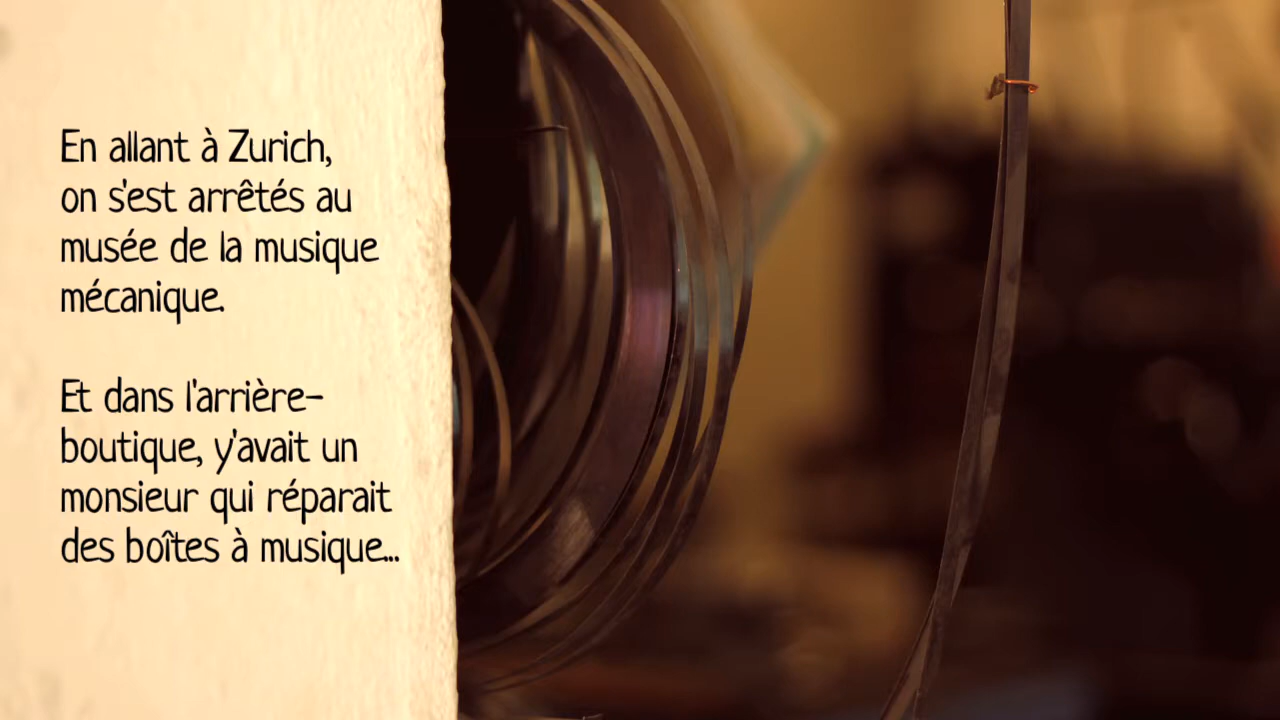 En allant à Zurich,
on s'est arrêtés au
musée de la musique
mécanique.
Et dans l'arrière-
boutique, y'avait un
monsieur qui réparait
des boîtes à musique...